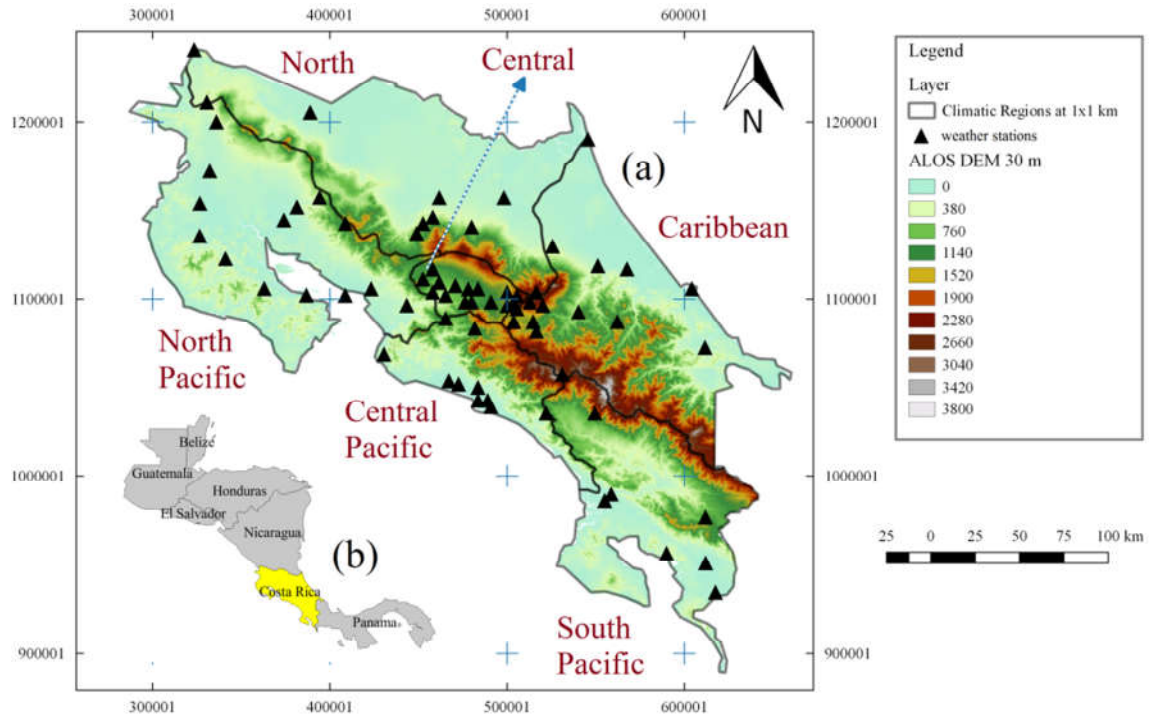 300001 400001 500001 600001
North
Central
N
1200001
1200001
(a)
Caribbean
1100001
1100001
North
Pacific
Central
Pacific
Belize
Guatemala
Honduras
El Salvador
Nicaragua
(b)
Costa Rica
Panama
1000001
1000001
South
Pacific
900001
900001
300001 400001 500001 600001
Legend
Layer
Climatic Regions at 1x1 km
weather stations
ALOS DEM 30 m
0
380
760
1140
1520
1900
2280
2660
3040
3420
3800
25 0 25 50 75 100 km